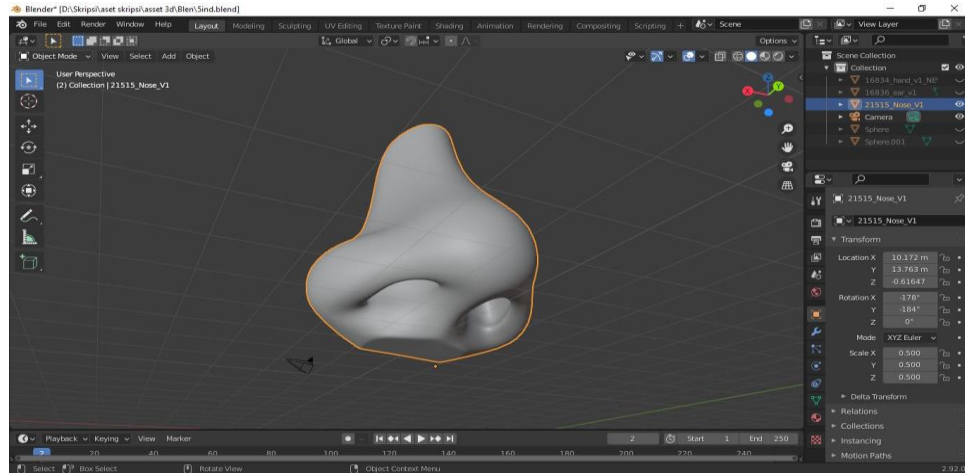 Blender* [D:\Skripsi\aset skripsi\asset 3d\Blen\5ind.blend]
File Edit Render Window Help Layout Modeling Sculpting UV Editing Texture Paint Shading Animation Rendering Compositing Scripting + Scene View Layer
Global Options
Object Mode View Select Add Object
User Perspective
(2) Collection | 21515_Nose_V1
Scene Collection
Collection
16834_hand_v1_NE
16836_ear_v1
21515_Nose_V1
Camera
Sphere
Sphere.001
21515_Nose_V1
21515_Nose_V1
Transform
Location X 10.172 m
Y 13.763 m
Z -0.61647
Rotation X -178°
Y -184°
Z 0°
Mode XYZ Euler
Scale X 0.500
Y 0.500
Z 0.500
Delta Transform
Relations
Collections
Instancing
Motion Paths
Playback Keying View Marker 2 Start 1 End 250
2 20 40 60 80 100 120 140 160 180 200 220 240
Select Box Select Rotate View Object Context Menu 2.92.0